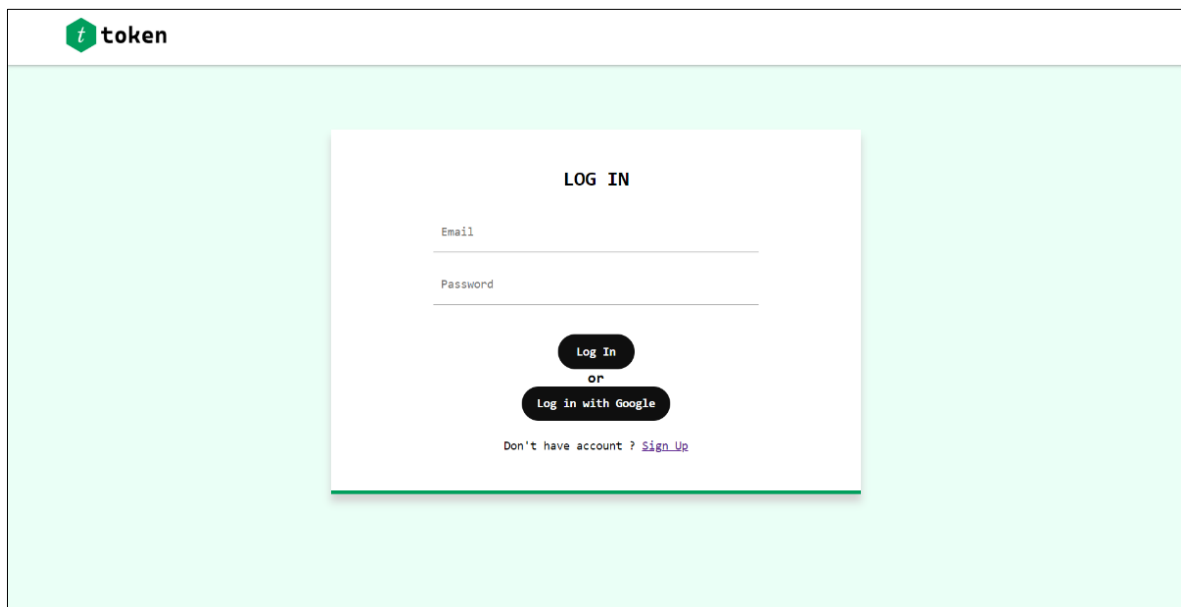 t token
LOG IN
Email
Password
Log In
or
Log in with Google
Don't have account ? Sign Up